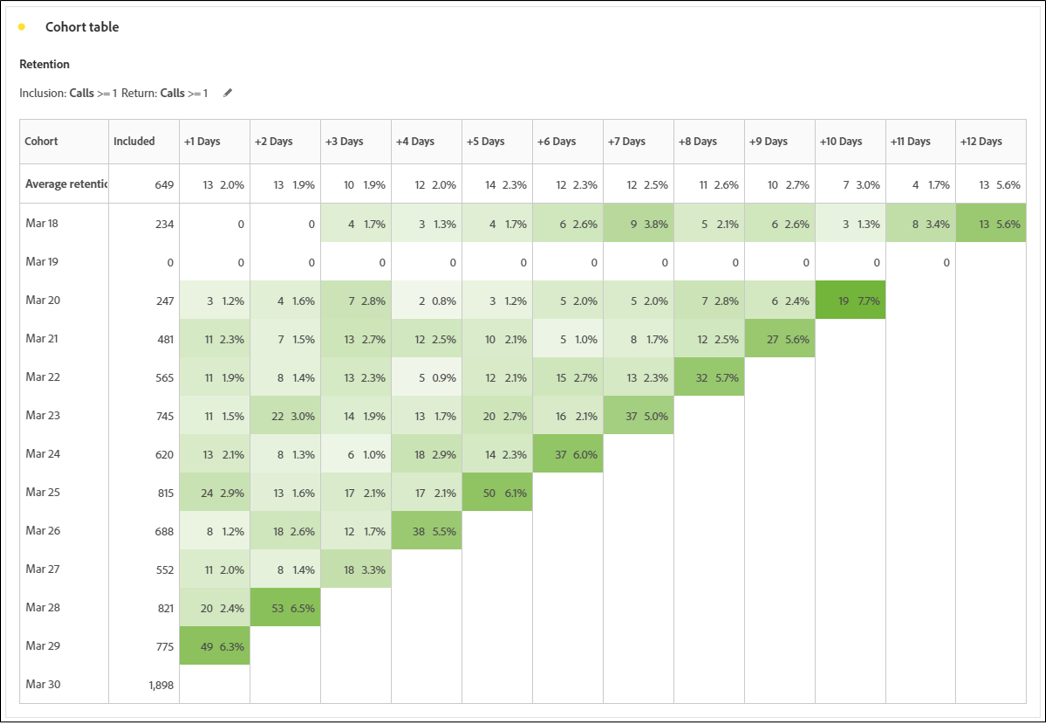 Cohort table
Retention
Inclusion: Calls >= 1 Return: Calls >= 1
Cohort Included +1 Days +2 Days +3 Days +4 Days +5 Days +6 Days +7 Days +8 Days +9 Days +10 Days +11 Days +12 Days
Average retentic 649 13 2.0% 13 1.9% 10 1.9% 12 2.0% 14 2.3% 12 2.3% 12 2.5% 11 2.6% 10 2.7% 7 3.0% 4 1.7% 13 5.6%
Mar 18 234 0 0 4 1.7% 3 1.3% 4 1.7% 6 2.6% 9 3.8% 5 2.1% 6 2.6% 3 1.3% 8 3.4% 13 5.6%
Mar 19 0 0 0 0 0 0 0 0 0 0 0 0
Mar 20 247 3 1.2% 4 1.6% 7 2.8% 2 0.8% 3 1.2% 5 2.0% 5 2.0% 7 2.8% 6 2.4% 19 7.7%
Mar 21 481 11 2.3% 7 1.5% 13 2.7% 12 2.5% 10 2.1% 5 1.0% 8 1.7% 12 2.5% 27 5.6%
Mar 22 565 11 1.9% 8 1.4% 13 2.3% 5 0.9% 12 2.1% 15 2.7% 13 2.3% 32 5.7%
Mar 23 745 11 1.5% 22 3.0% 14 1.9% 13 1.7% 20 2.7% 16 2.1% 37 5.0%
Mar 24 620 13 2.1% 8 1.3% 6 1.0% 18 2.9% 14 2.3% 37 6.0%
Mar 25 815 24 2.9% 13 1.6% 17 2.1% 17 2.1% 50 6.1%
Mar 26 688 8 1.2% 18 2.6% 12 1.7% 38 5.5%
Mar 27 552 11 2.0% 8 1.4% 18 3.3%
Mar 28 821 20 2.4% 53 6.5%
Mar 29 775 49 6.3%
Mar 30 1,898